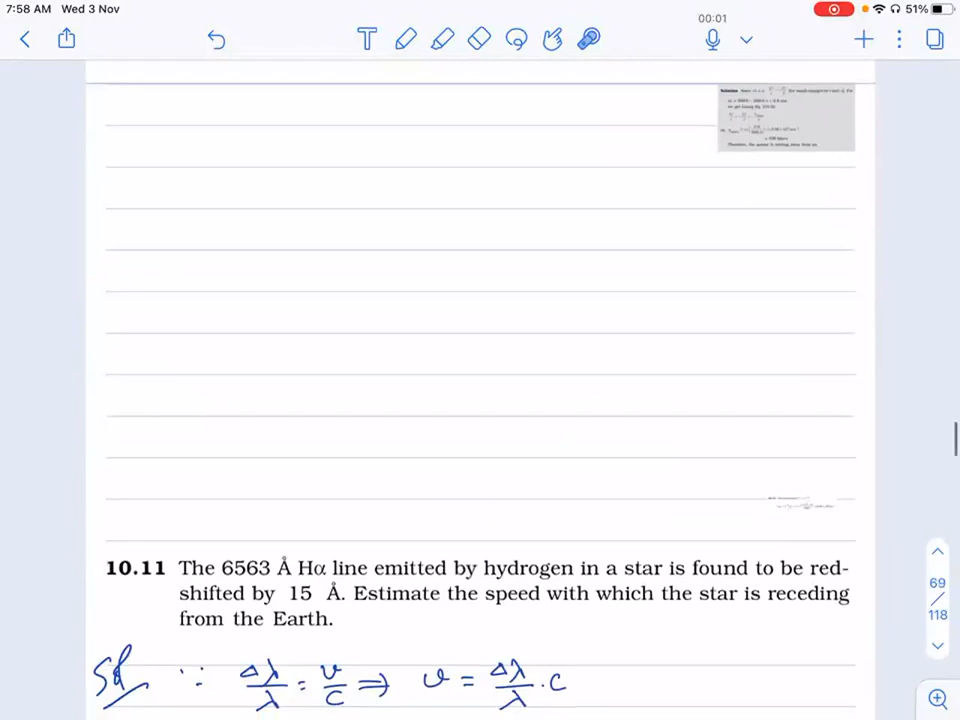 7:58 AM Wed 3 Nov
51%
00:01
10.11 The 6563 Å Hα line emitted by hydrogen in a star is found to be red-
shifted by 15 Å. Estimate the speed with which the star is receding
from the Earth.
Sol ∵ Δλ/λ = v/c ⇒ v = Δλ/λ · c
69
118